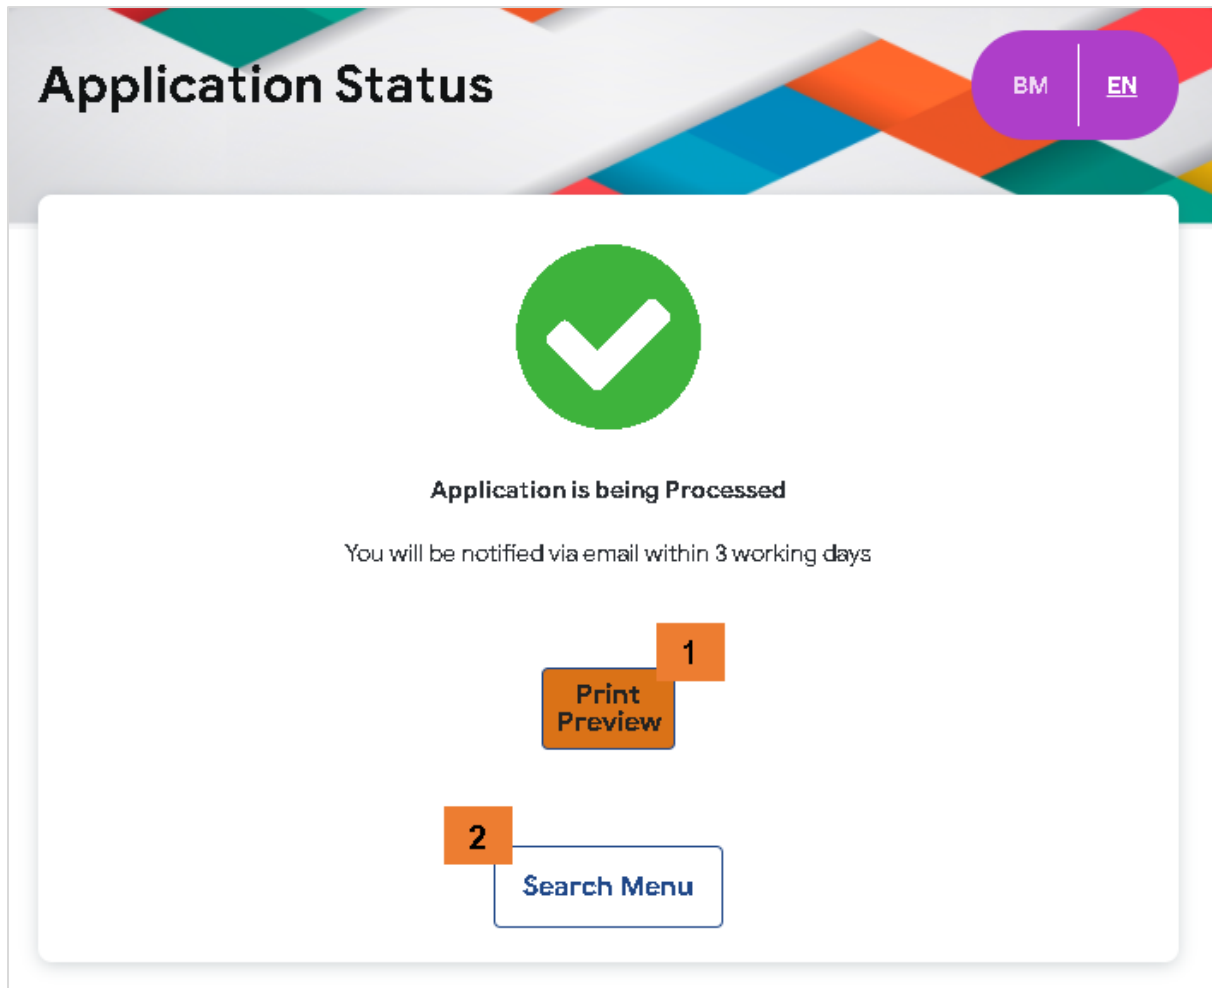 Application Status
BM
EN
Application is being Processed
You will be notified via email within 3 working days
1
Print
Preview
2
Search Menu